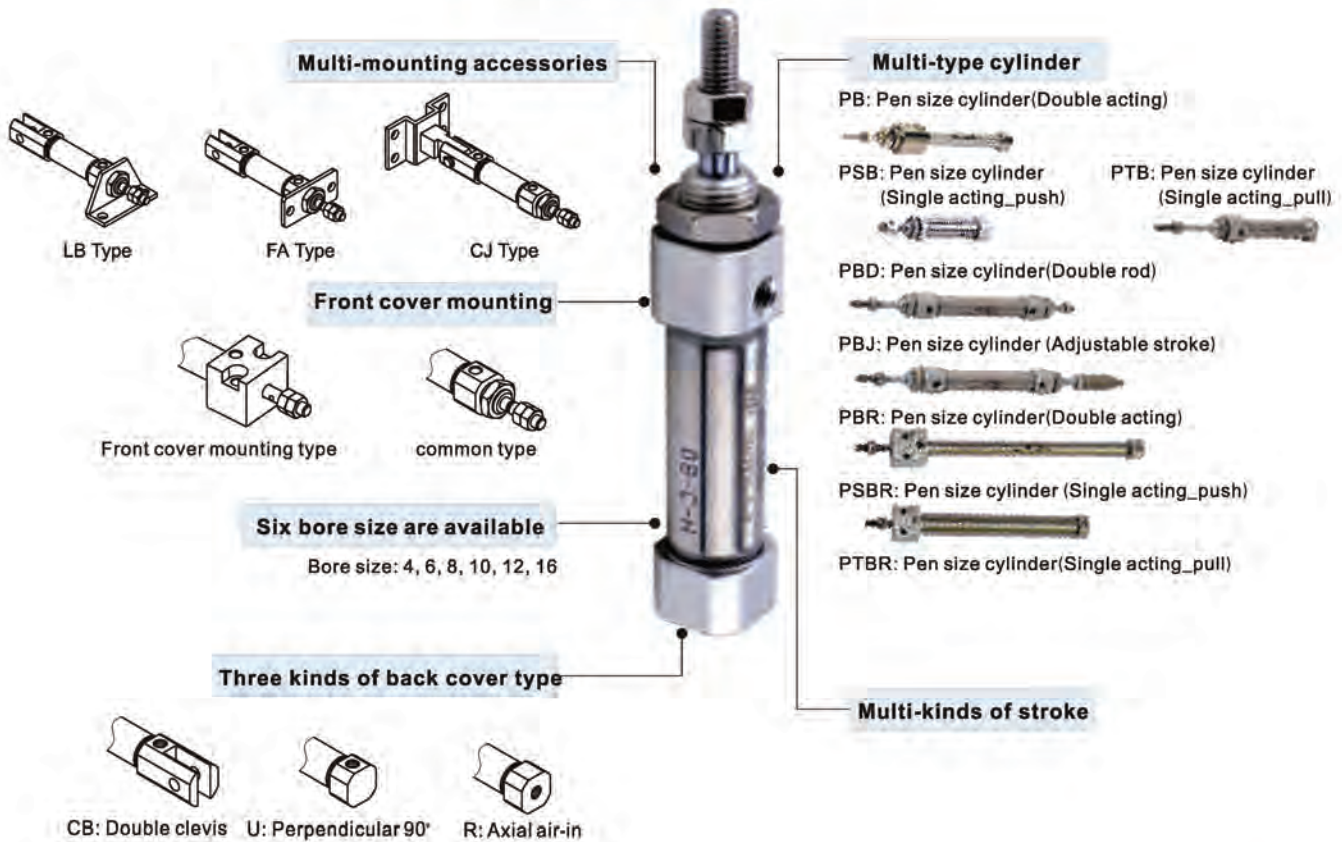 Multi-mounting accessories
LB Type
FA Type
CJ Type
Front cover mounting
Front cover mounting type
common type
Six bore size are available
Bore size: 4, 6, 8, 10, 12, 16
Three kinds of back cover type
CB: Double clevis
U: Perpendicular 90°
R: Axial air-in
Multi-type cylinder
PB: Pen size cylinder(Double acting)
PSB: Pen size cylinder
(Single acting_push)
PTB: Pen size cylinder
(Single acting_pull)
PBD: Pen size cylinder(Double rod)
PBJ: Pen size cylinder (Adjustable stroke)
PBR: Pen size cylinder(Double acting)
PSBR: Pen size cylinder (Single acting_push)
PTBR: Pen size cylinder(Single acting_pull)
Multi-kinds of stroke